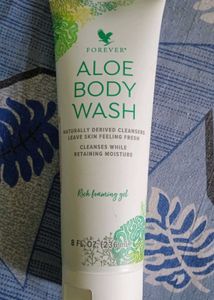 FOREVER
ALOE
BODY
WASH
NATURALLY DERIVED CLEANSERS
LEAVE SKIN FEELING FRESH
CLEANSES WHILE
RETAINING MOISTURE
Rich foaming gel
8 FL. OZ. (236 ml)